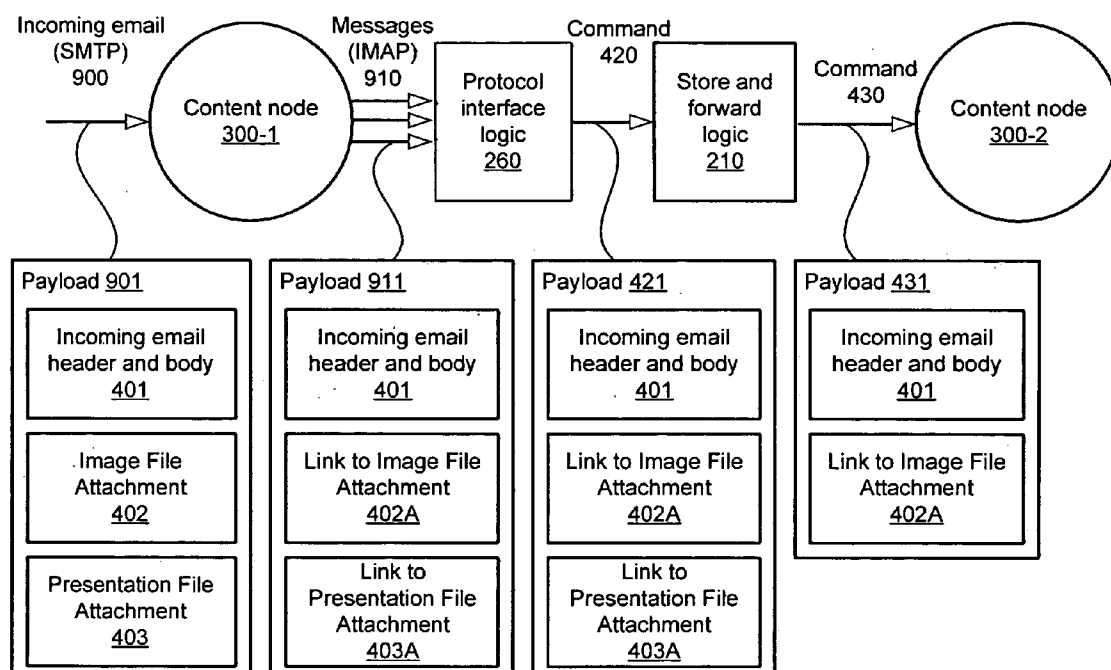 Incoming email
(SMTP)
900
Content node
300-1
Messages
(IMAP)
910
Protocol
interface
logic
260
Command
420
Store and
forward
logic
210
Command
430
Content node
300-2
Payload 901
Incoming email
header and body
401
Image File
Attachment
402
Presentation File
Attachment
403
Payload 911
Incoming email
header and body
401
Link to Image File
Attachment
402A
Link to
Presentation File
Attachment
403A
Payload 421
Incoming email
header and body
401
Link to Image File
Attachment
402A
Link to
Presentation File
Attachment
403A
Payload 431
Incoming email
header and body
401
Link to Image File
Attachment
402A